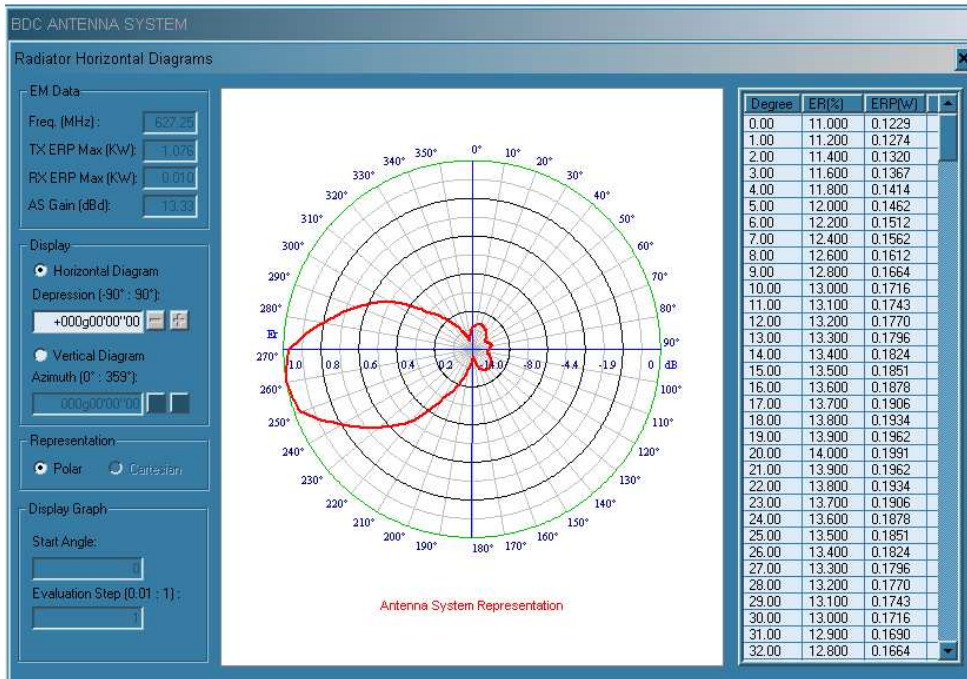 BDC ANTENNA SYSTEM
Radiator Horizontal Diagrams
EM Data
Freq. (MHz) : 627.25
TX ERP Max (KW): 1.076
RX ERP Max (KW): 0.010
AS Gain (dBd): 13.33
Display
Horizontal Diagram
Depression (-90° : 90°):
+000g00'00''00
Vertical Diagram
Azimuth (0° : 359°):
000g00'00''00
Representation
Polar Cartesian
Display Graph
Start Angle:
0
Evaluation Step (0.01 : 1) :
1
340° 350° 0° 10° 20°
330° 30°
320° 40°
310° 50°
300° 60°
290° 70°
280° 80°
Er
270° 1.0 0.8 0.6 0.4 0.2 -14.0 -8.0 -4.4 -1.9 0 dB 90°
260° 100°
250° 110°
240° 120°
230° 130°
220° 140°
210° 150°
200° 190° 180° 170° 160°
Antenna System Representation
Degree ER(%) ERP(W)
0.00 11.000 0.1229
1.00 11.200 0.1274
2.00 11.400 0.1320
3.00 11.600 0.1367
4.00 11.800 0.1414
5.00 12.000 0.1462
6.00 12.200 0.1512
7.00 12.400 0.1562
8.00 12.600 0.1612
9.00 12.800 0.1664
10.00 13.000 0.1716
11.00 13.100 0.1743
12.00 13.200 0.1770
13.00 13.300 0.1796
14.00 13.400 0.1824
15.00 13.500 0.1851
16.00 13.600 0.1878
17.00 13.700 0.1906
18.00 13.800 0.1934
19.00 13.900 0.1962
20.00 14.000 0.1991
21.00 13.900 0.1962
22.00 13.800 0.1934
23.00 13.700 0.1906
24.00 13.600 0.1878
25.00 13.500 0.1851
26.00 13.400 0.1824
27.00 13.300 0.1796
28.00 13.200 0.1770
29.00 13.100 0.1743
30.00 13.000 0.1716
31.00 12.900 0.1690
32.00 12.800 0.1664